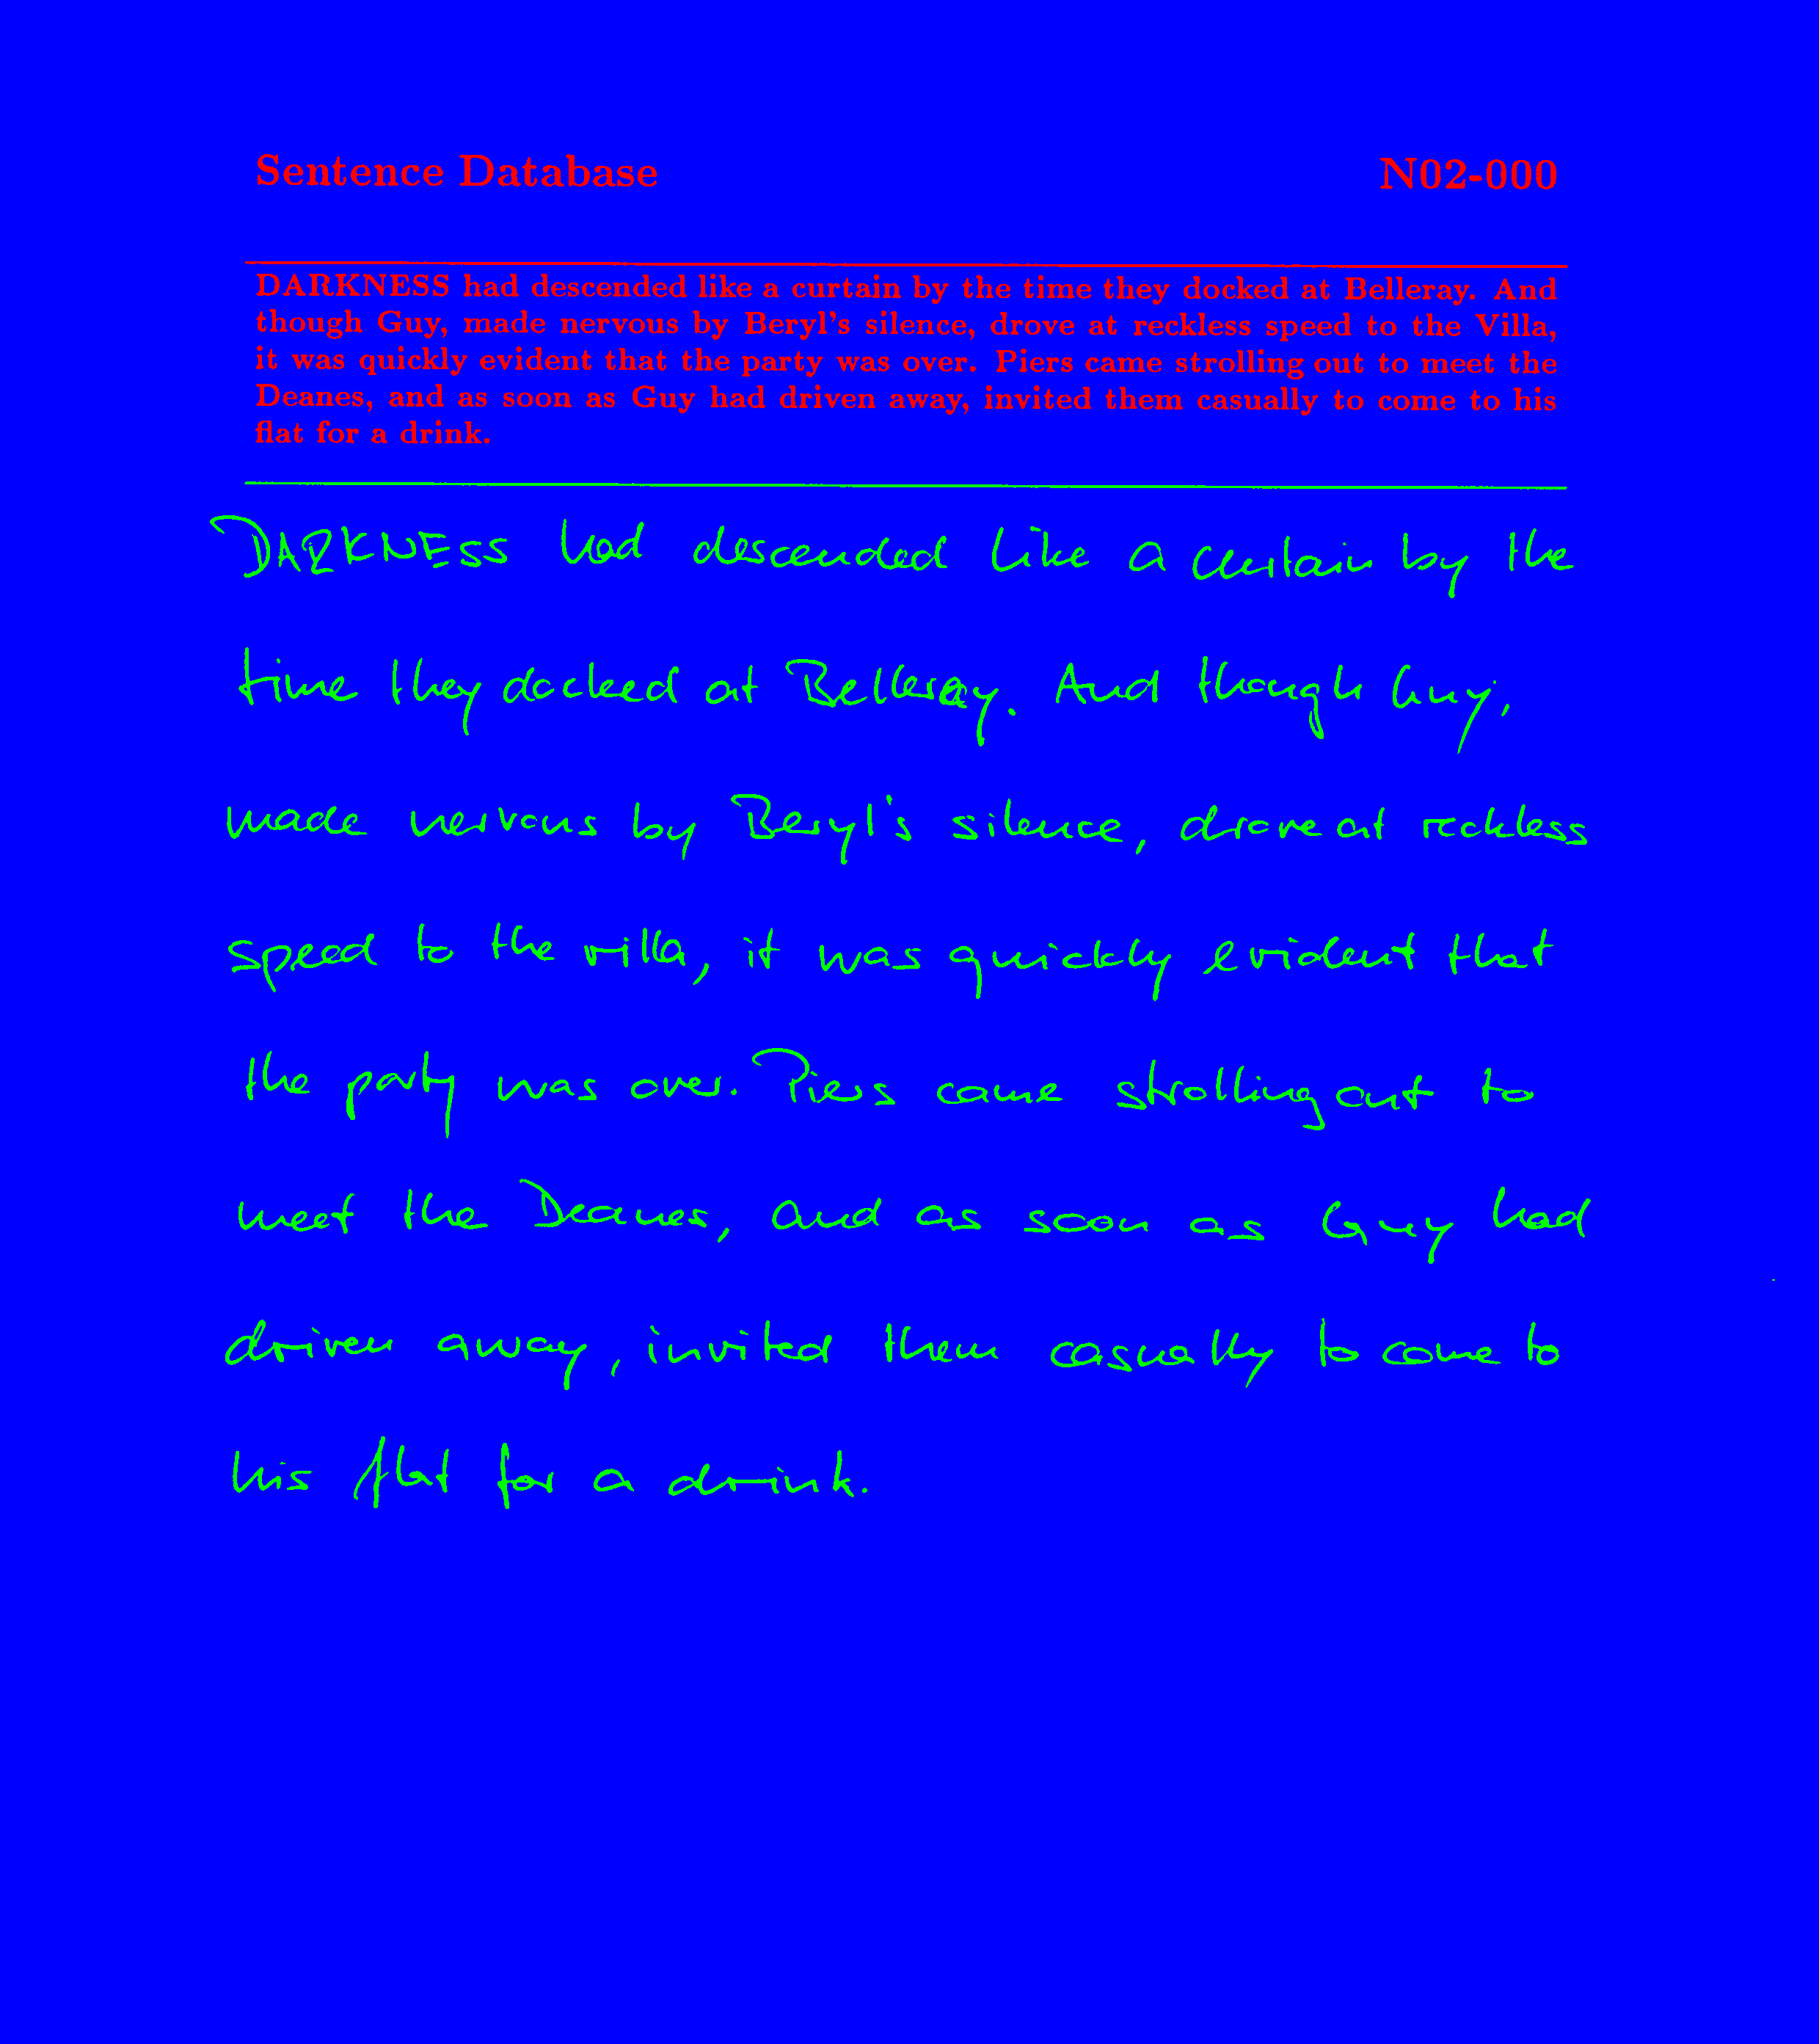 Sentence Database N02-000
DARKNESS had descended like a curtain by the time they docked at Belleray. And
though Guy, made nervous by Beryl's silence, drove at reckless speed to the Villa,
it was quickly evident that the party was over. Piers came strolling out to meet the
Deanes, and as soon as Guy had driven away, invited them casually to come to his
flat for a drink.
DARKNESS had descended like a curtain by the
time they docked at Belleray. And though Guy,
made nervous by Beryl's silence, drove at reckless
speed to the villa, it was quickly evident that
the party was over. Piers came strolling out to
meet the Deanes, and as soon as Guy had
driven away, invited them casually to come to
his flat for a drink.